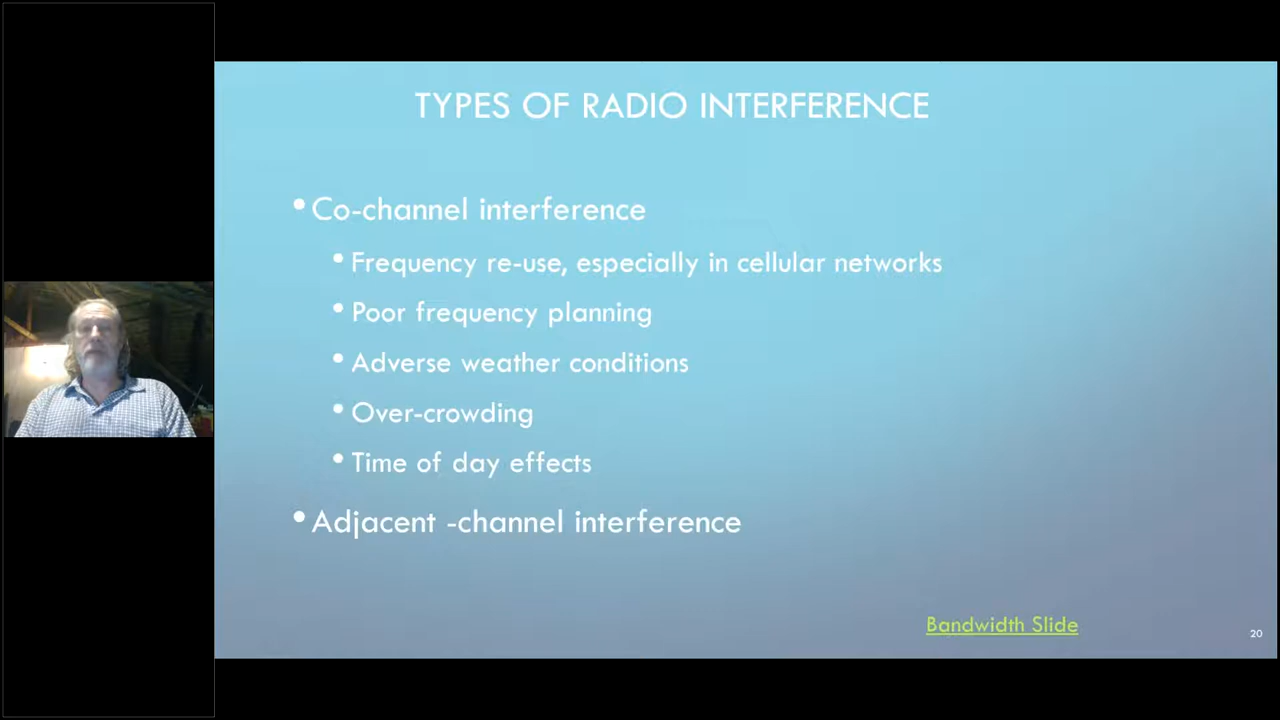 TYPES OF RADIO INTERFERENCE
• Co-channel interference
• Frequency re-use, especially in cellular networks
• Poor frequency planning
• Adverse weather conditions
• Over-crowding
• Time of day effects
• Adjacent -channel interference
Bandwidth Slide
20